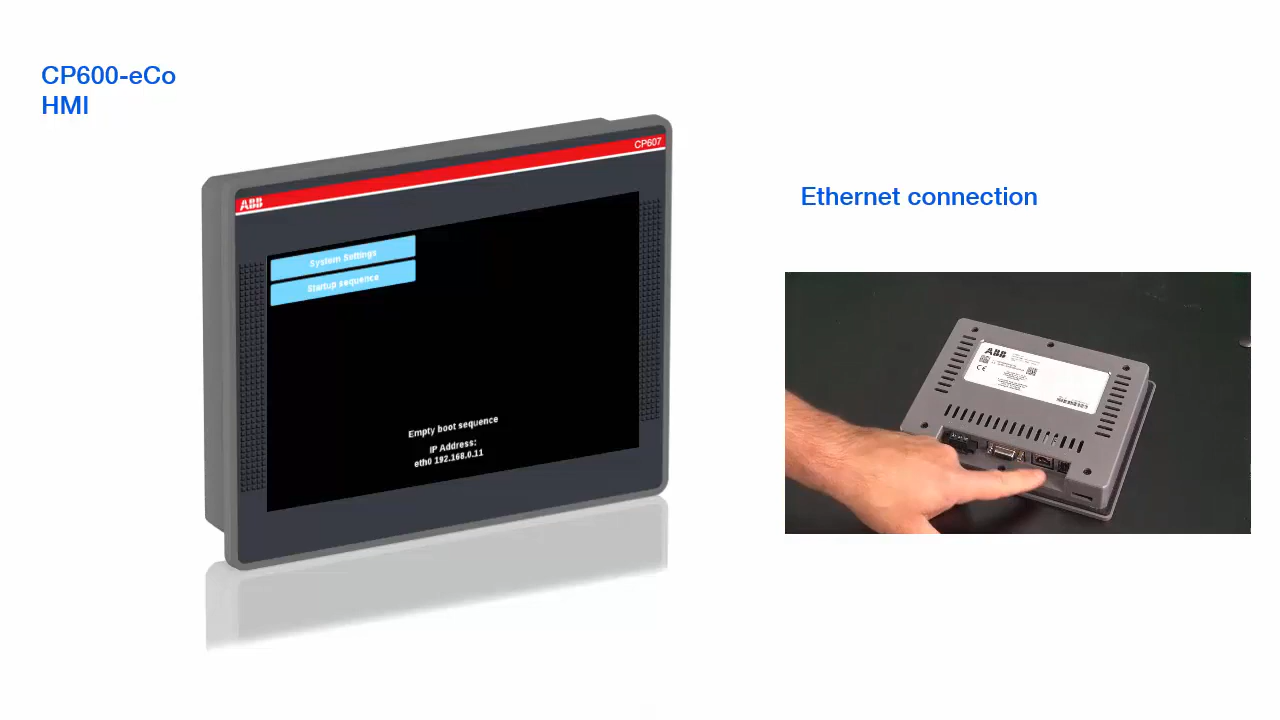 CP600-eCo
HMI
CP607
ABB
System Settings
Startup sequence
Empty boot sequence
IP Address:
eth0 192.168.0.11
Ethernet connection
ABB
CE